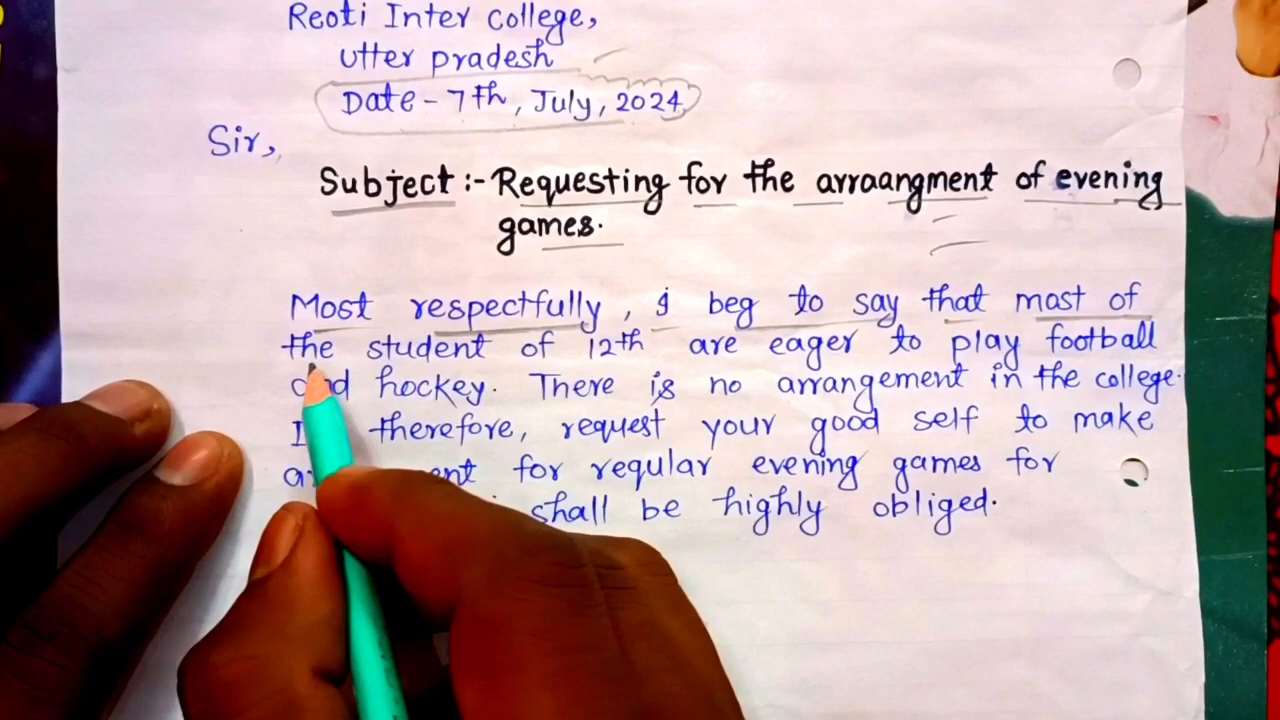 Reoti Inter college,
Utter pradesh
Date - 7th, July, 2024
Sir,
Subject :- Requesting for the arraangment of evening
games.
Most respectfully, I beg to say that most of
the student of 12th are eager to play football
and hockey. There is no arrangement in the college.
I therefore, request your good self to make
for regular evening games for
shall be highly obliged.